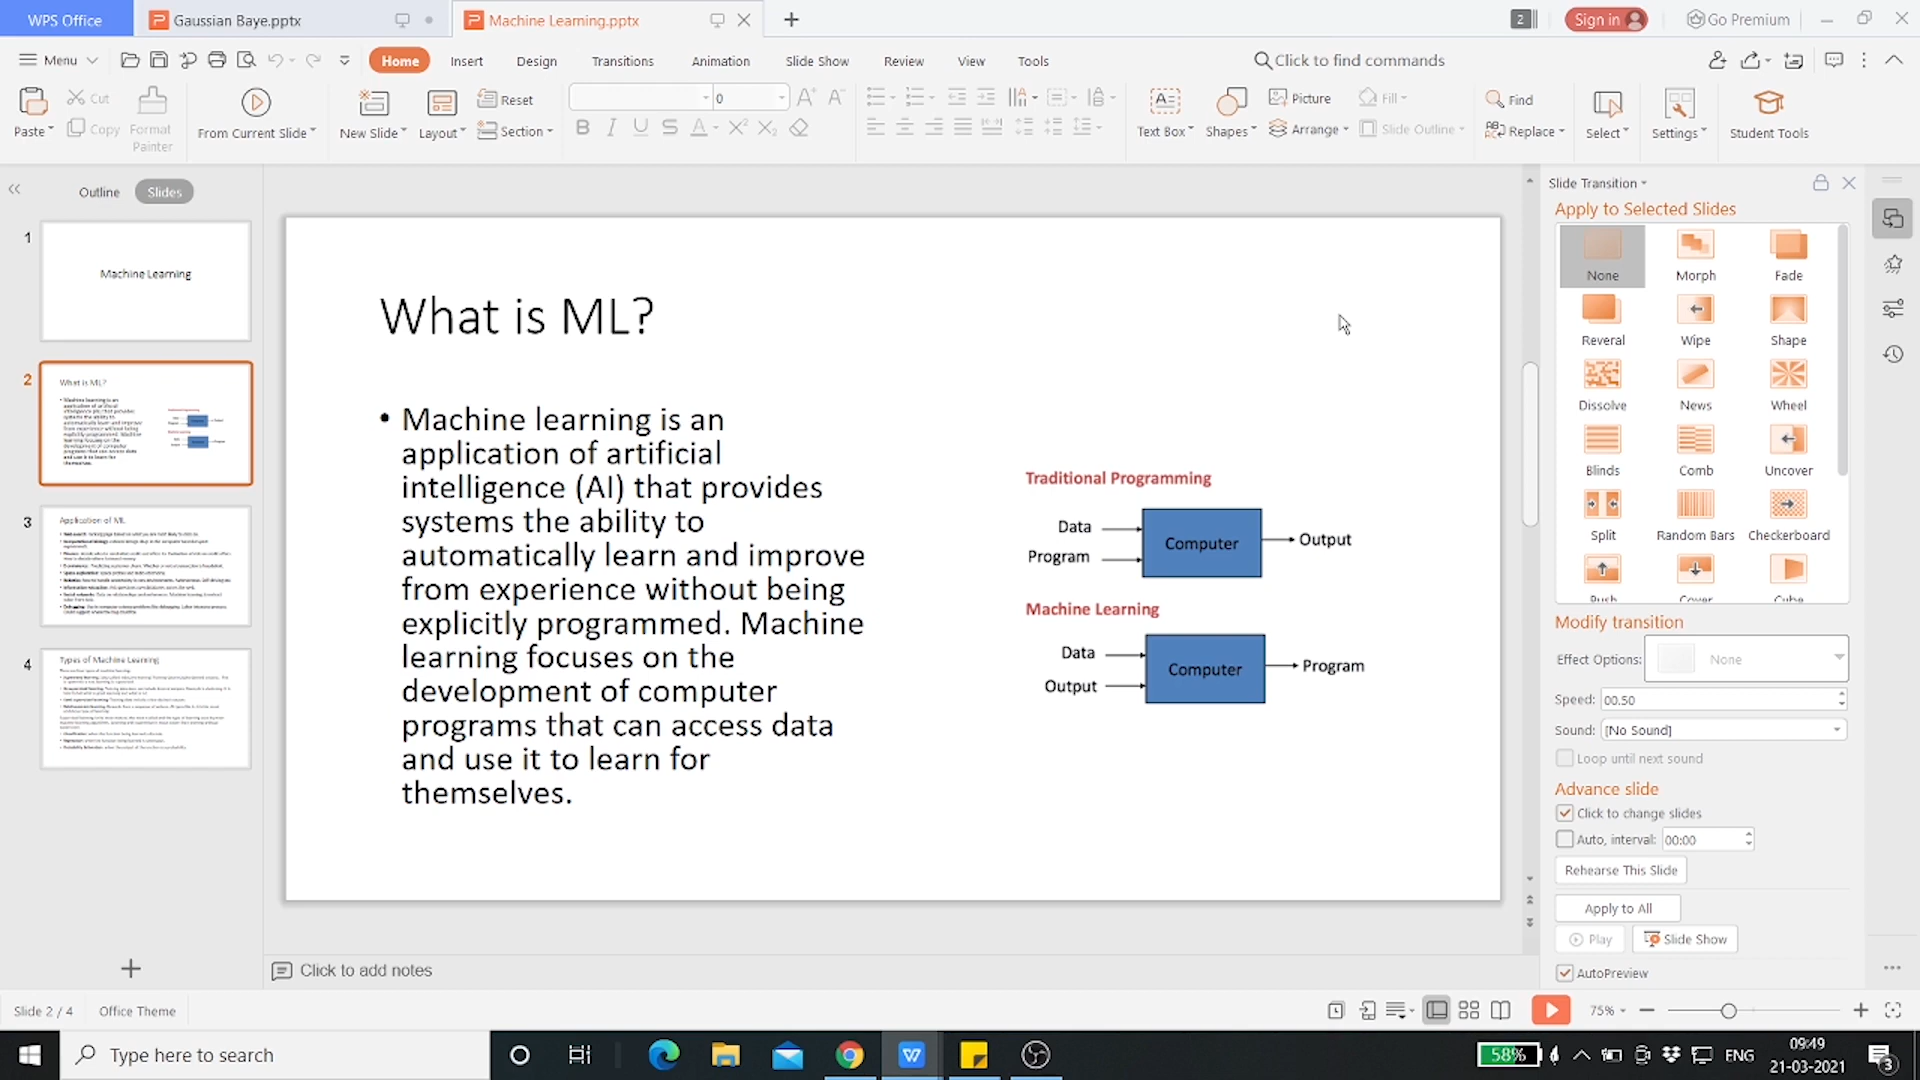 WPS Office
Gaussian Baye.pptx
Machine Learning.pptx
2
Sign in
Go Premium
Menu
Home
Insert
Design
Transitions
Animation
Slide Show
Review
View
Tools
Click to find commands
Paste
Cut
Copy
Format Painter
From Current Slide
New Slide
Layout
Reset
Section
0
Text Box
Shapes
Picture
Arrange
Fill
Slide Outline
Find
Replace
Select
Settings
Student Tools
Outline
Slides
1
Machine Learning
2
What is ML?
3
Application of ML
4
Types of Machine Learning
What is ML?
• Machine learning is an
application of artificial
intelligence (AI) that provides
systems the ability to
automatically learn and improve
from experience without being
explicitly programmed. Machine
learning focuses on the
development of computer
programs that can access data
and use it to learn for
themselves.
Traditional Programming
Data
Program
Computer
Output
Machine Learning
Data
Output
Computer
Program
Slide Transition
Apply to Selected Slides
None
Morph
Fade
Reveral
Wipe
Shape
Dissolve
News
Wheel
Blinds
Comb
Uncover
Split
Random Bars
Checkerboard
Push
Cover
Cube
Modify transition
Effect Options:
None
Speed:
00.50
Sound:
[No Sound]
Loop until next sound
Advance slide
Click to change slides
Auto, interval:
00:00
Rehearse This Slide
Apply to All
Play
Slide Show
AutoPreview
Click to add notes
Slide 2 / 4
Office Theme
75%
Type here to search
58%
ENG
09:49
21-03-2021
3